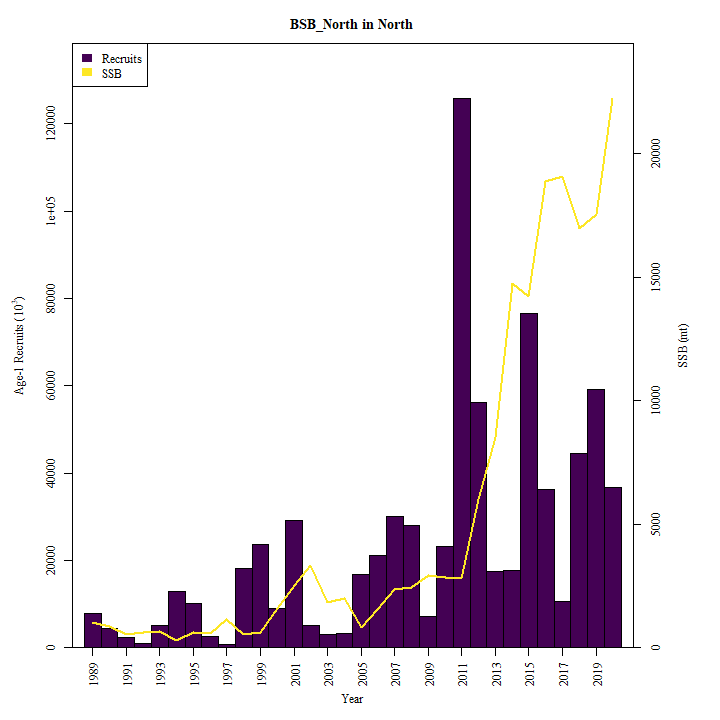 BSB_North in North
Recruits
SSB
Age-1 Recruits (10³)
0
20000
40000
60000
80000
1e+05
120000
SSB (mt)
0
5000
10000
15000
20000
1989 1991 1993 1995 1997 1999 2001 2003 2005 2007 2009 2011 2013 2015 2017 2019
Year